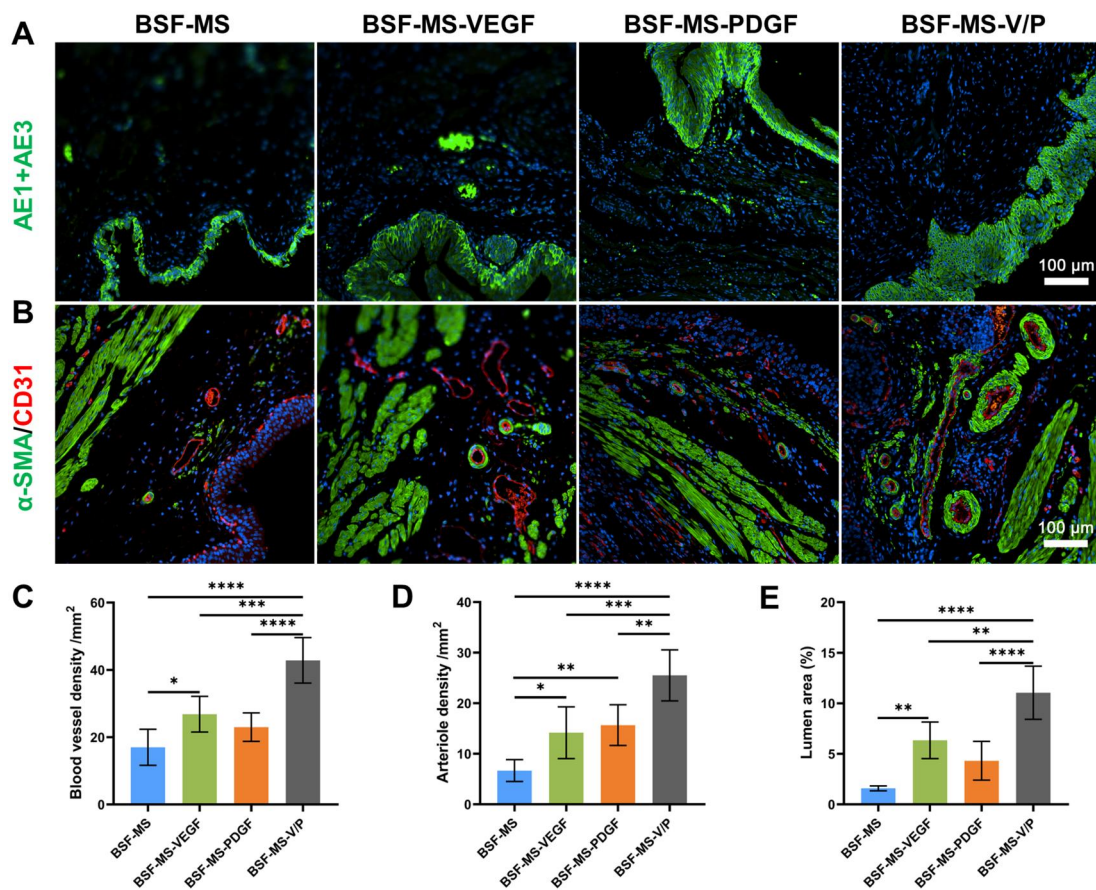 BSF-MS BSF-MS-VEGF BSF-MS-PDGF BSF-MS-V/P
A
AE1+AE3
100 µm
B
α-SMA/CD31
100 µm
C
Blood vessel density /mm²
60
40
20
0
****
***
****
*
BSF-MS
BSF-MS-VEGF
BSF-MS-PDGF
BSF-MS-V/P
D
Arteriole density /mm²
40
30
20
10
0
****
***
**
**
*
BSF-MS
BSF-MS-VEGF
BSF-MS-PDGF
BSF-MS-V/P
E
Lumen area (%)
20
15
10
5
0
****
**
****
**
BSF-MS
BSF-MS-VEGF
BSF-MS-PDGF
BSF-MS-V/P